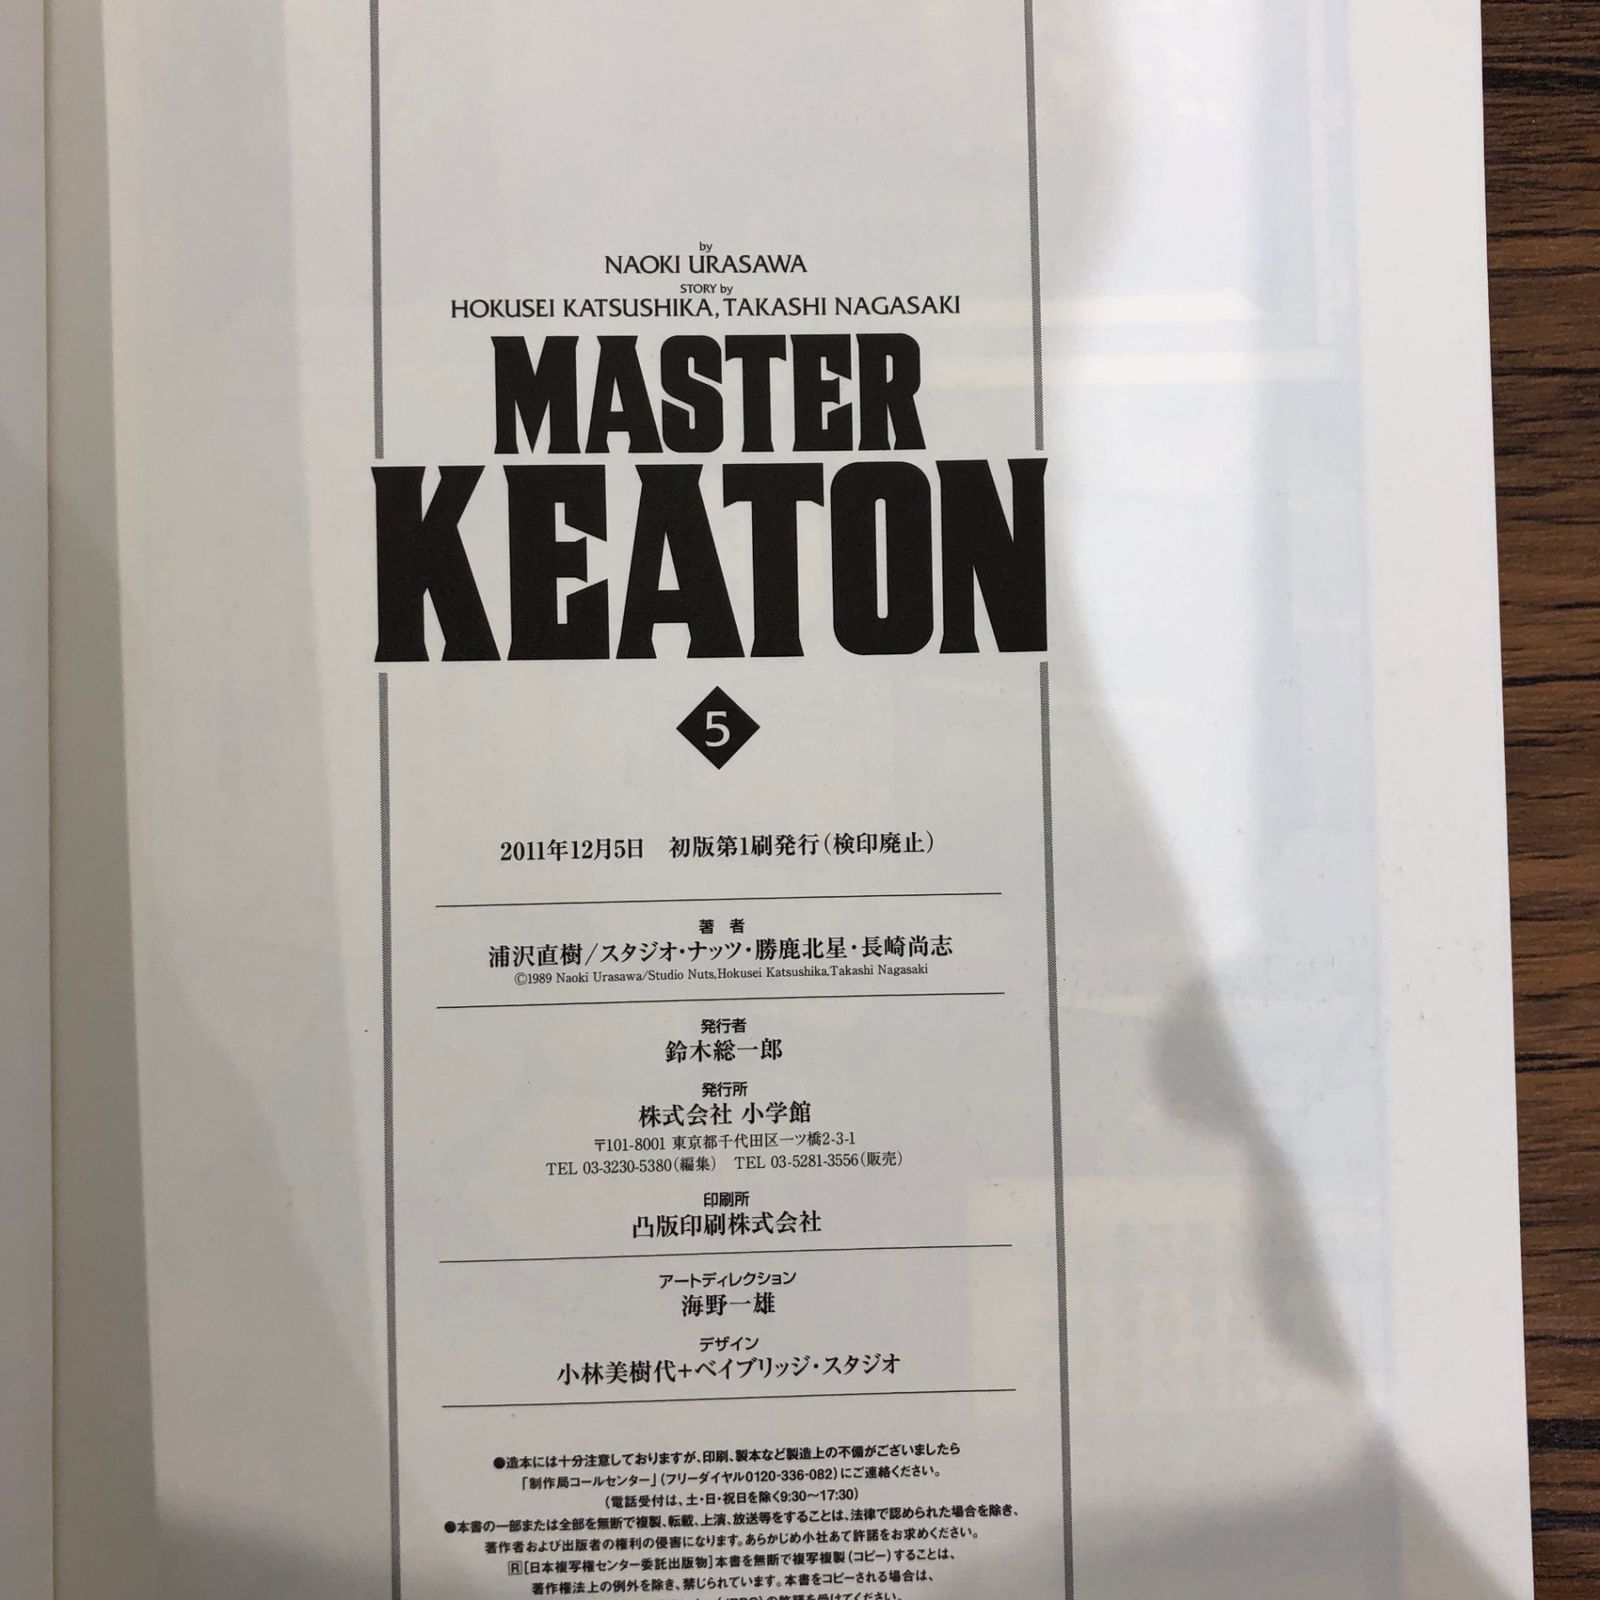 by
NAOKI URASAWA
STORY by
HOKUSEI KATSUSHIKA, TAKASHI NAGASAKI
MASTER
KEATON
5
2011年12月5日　初版第1刷発行（検印廃止）
著 者
浦沢直樹/スタジオ・ナッツ・勝鹿北星・長崎尚志
©1989 Naoki Urasawa/Studio Nuts,Hokusei Katsushika,Takashi Nagasaki
発行者
鈴木総一郎
発行所
株式会社 小学館
〒101-8001 東京都千代田区一ツ橋2-3-1
TEL 03-3230-5380（編集）　TEL 03-5281-3556（販売）
印刷所
凸版印刷株式会社
アートディレクション
海野一雄
デザイン
小林美樹代+ベイブリッジ・スタジオ
●造本には十分注意しておりますが、印刷、製本など製造上の不備がございましたら
「制作局コールセンター」（フリーダイヤル0120-336-082）にご連絡ください。
（電話受付は、土・日・祝日を除く9:30〜17:30）
●本書の一部または全部を無断で複製、転載、上演、放送等をすることは、法律で認められた場合を除き、
著作者および出版者の権利の侵害になります。あらかじめ小社あて許諾をお求めください。
R［日本複写権センター委託出版物］本書を無断で複写複製（コピー）することは、
著作権法上の例外を除き、禁じられています。本書をコピーされる場合は、
の許諾を受けてください。